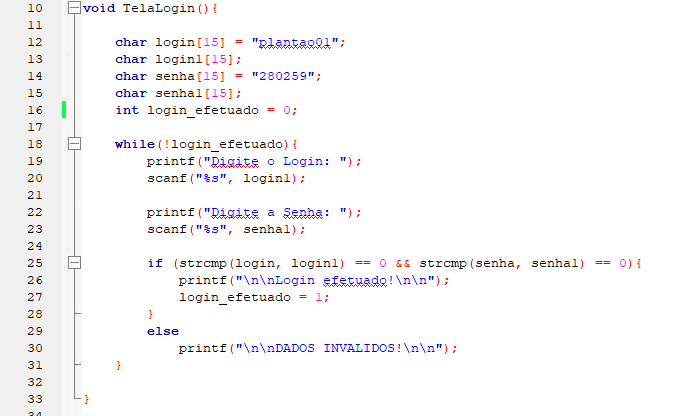 10 void TelaLogin(){
11
12 char login[15] = "plantao01";
13 char login1[15];
14 char senha[15] = "280259";
15 char senha1[15];
16 int login_efetuado = 0;
17
18 while(!login_efetuado){
19 printf("Digite o Login: ");
20 scanf("%s", login1);
21
22 printf("Digite a Senha: ");
23 scanf("%s", senha1);
24
25 if (strcmp(login, login1) == 0 && strcmp(senha, senha1) == 0){
26 printf("\n\nLogin efetuado!\n\n");
27 login_efetuado = 1;
28 }
29 else
30 printf("\n\nDADOS INVALIDOS!\n\n");
31 }
32
33 }
34